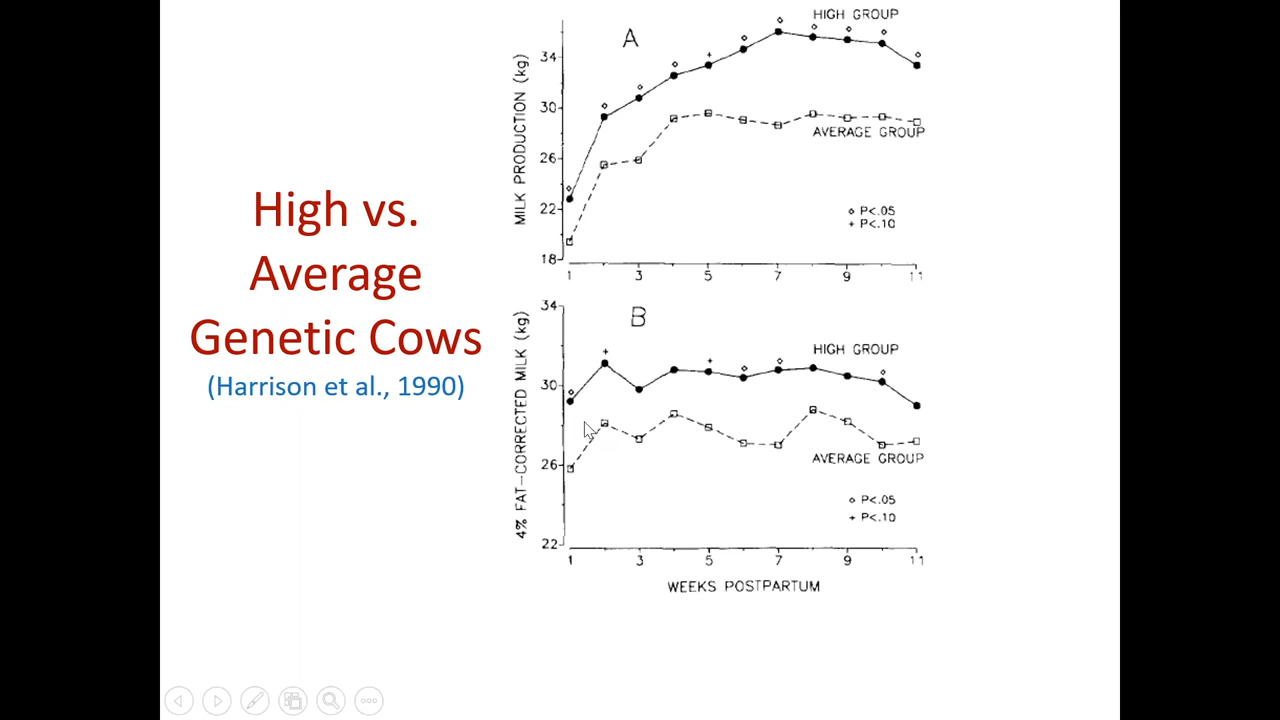 High vs.
Average
Genetic Cows
(Harrison et al., 1990)
A
HIGH GROUP
MILK PRODUCTION (kg)
34
30
26
22
18
AVERAGE GROUP
◇ P<.05
+ P<.10
1 3 5 7 9 11
B
4% FAT-CORRECTED MILK (kg)
34
30
26
22
HIGH GROUP
AVERAGE GROUP
◇ P<.05
+ P<.10
1 3 5 7 9 11
WEEKS POSTPARTUM